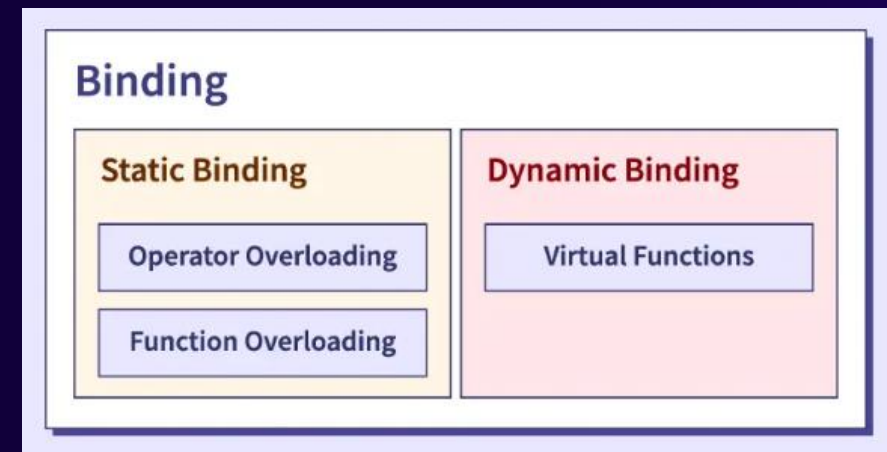 Binding
Static Binding
Operator Overloading
Function Overloading
Dynamic Binding
Virtual Functions